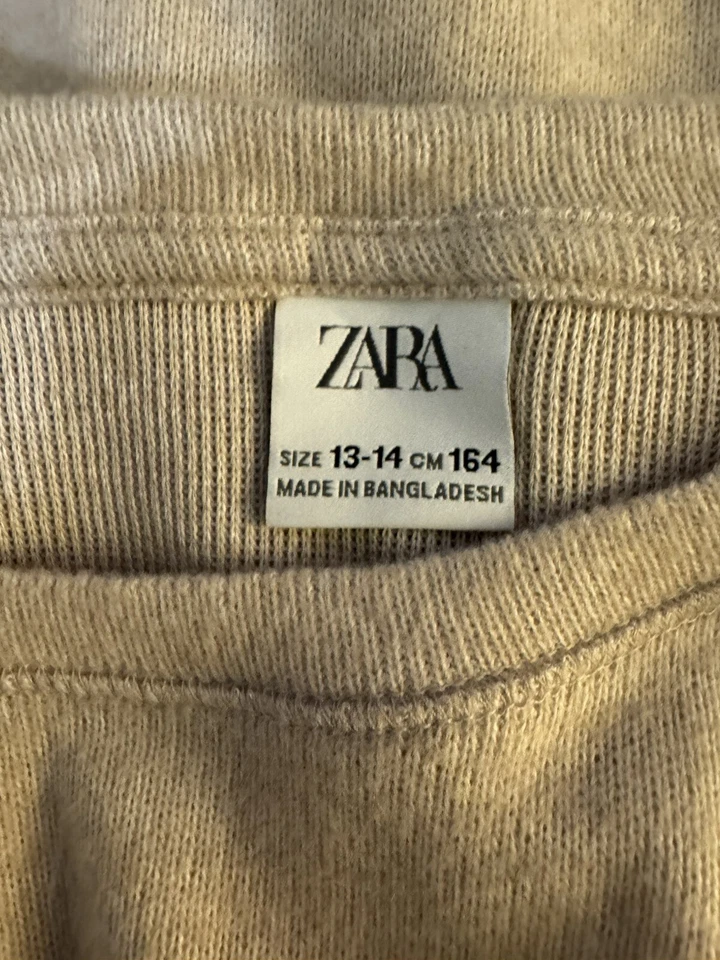 ZARA
SIZE 13-14 CM 164
MADE IN BANGLADESH